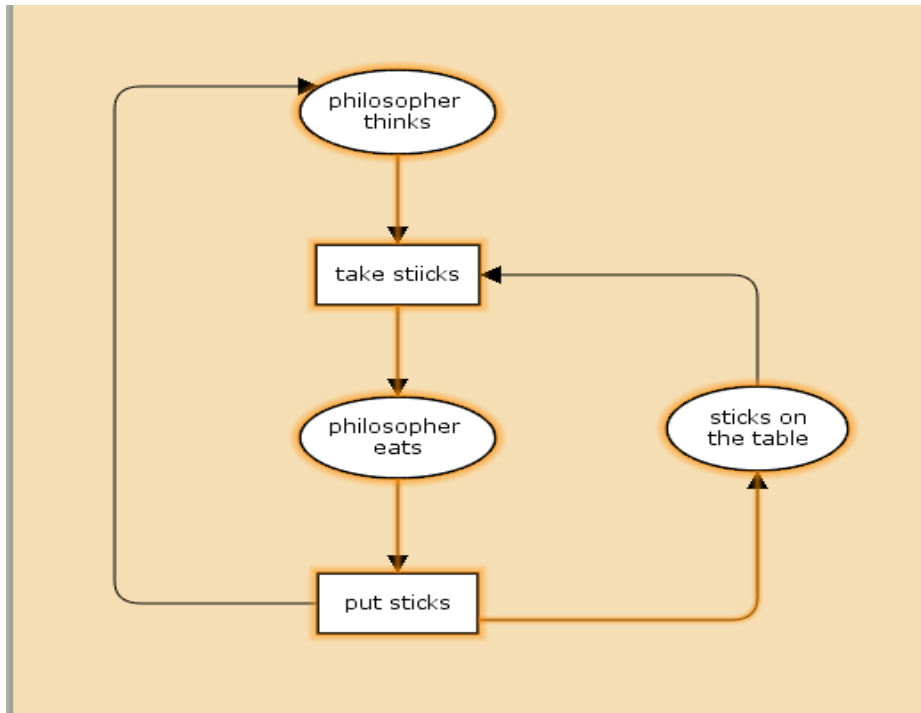 philosopher
thinks
take stiicks
philosopher
eats
sticks on
the table
put sticks